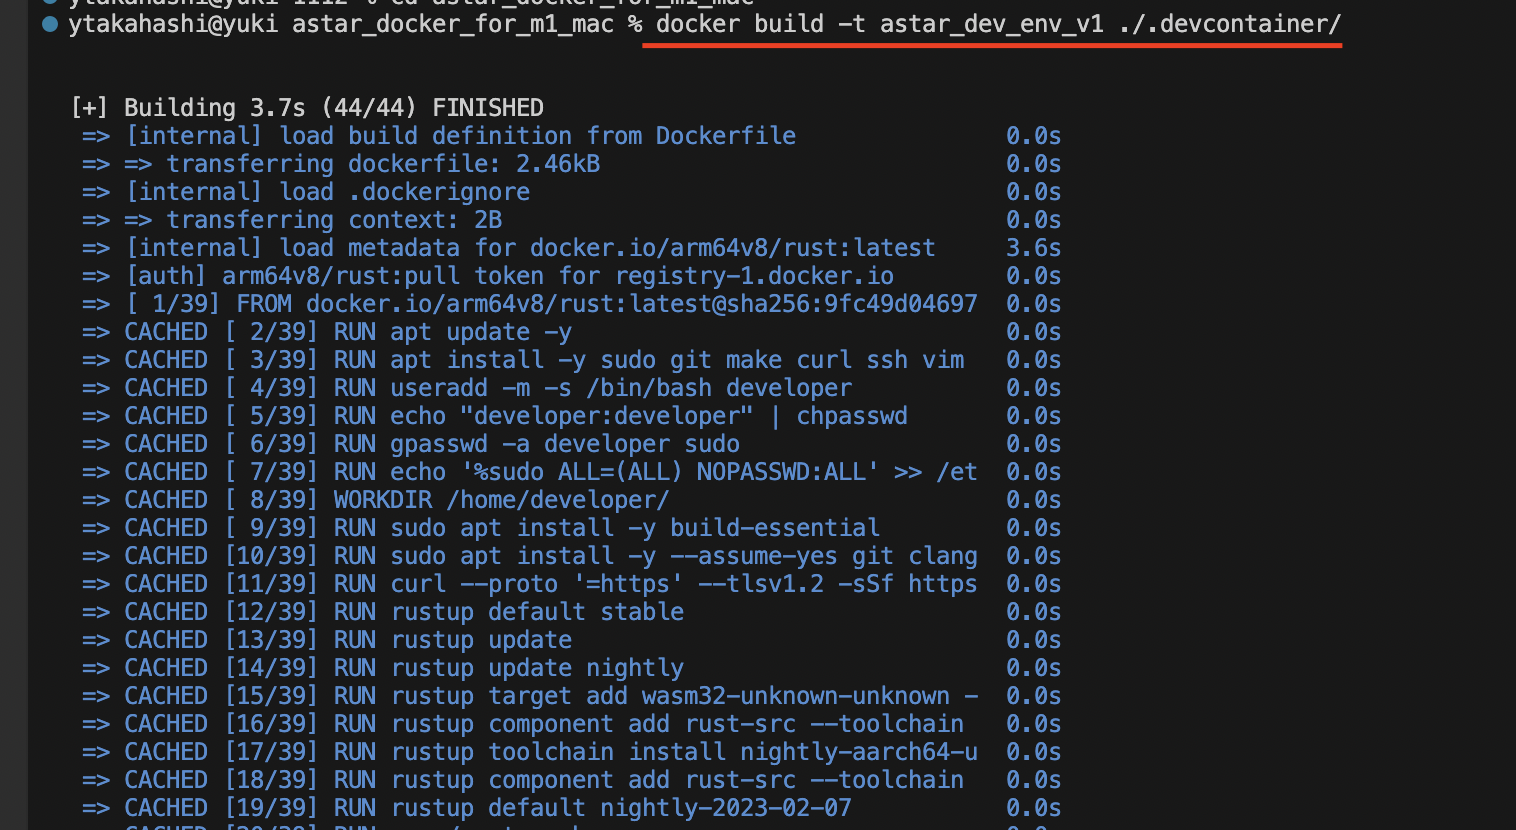 ytakahashi@yuki 1112 % cd astar_docker_for_m1_mac
ytakahashi@yuki astar_docker_for_m1_mac % docker build -t astar_dev_env_v1 ./.devcontainer/
[+] Building 3.7s (44/44) FINISHED
=> [internal] load build definition from Dockerfile 0.0s
=> => transferring dockerfile: 2.46kB 0.0s
=> [internal] load .dockerignore 0.0s
=> => transferring context: 2B 0.0s
=> [internal] load metadata for docker.io/arm64v8/rust:latest 3.6s
=> [auth] arm64v8/rust:pull token for registry-1.docker.io 0.0s
=> [ 1/39] FROM docker.io/arm64v8/rust:latest@sha256:9fc49d04697 0.0s
=> CACHED [ 2/39] RUN apt update -y 0.0s
=> CACHED [ 3/39] RUN apt install -y sudo git make curl ssh vim 0.0s
=> CACHED [ 4/39] RUN useradd -m -s /bin/bash developer 0.0s
=> CACHED [ 5/39] RUN echo "developer:developer" | chpasswd 0.0s
=> CACHED [ 6/39] RUN gpasswd -a developer sudo 0.0s
=> CACHED [ 7/39] RUN echo '%sudo ALL=(ALL) NOPASSWD:ALL' >> /et 0.0s
=> CACHED [ 8/39] WORKDIR /home/developer/ 0.0s
=> CACHED [ 9/39] RUN sudo apt install -y build-essential 0.0s
=> CACHED [10/39] RUN sudo apt install -y --assume-yes git clang 0.0s
=> CACHED [11/39] RUN curl --proto '=https' --tlsv1.2 -sSf https 0.0s
=> CACHED [12/39] RUN rustup default stable 0.0s
=> CACHED [13/39] RUN rustup update 0.0s
=> CACHED [14/39] RUN rustup update nightly 0.0s
=> CACHED [15/39] RUN rustup target add wasm32-unknown-unknown - 0.0s
=> CACHED [16/39] RUN rustup component add rust-src --toolchain 0.0s
=> CACHED [17/39] RUN rustup toolchain install nightly-aarch64-u 0.0s
=> CACHED [18/39] RUN rustup component add rust-src --toolchain 0.0s
=> CACHED [19/39] RUN rustup default nightly-2023-02-07 0.0s